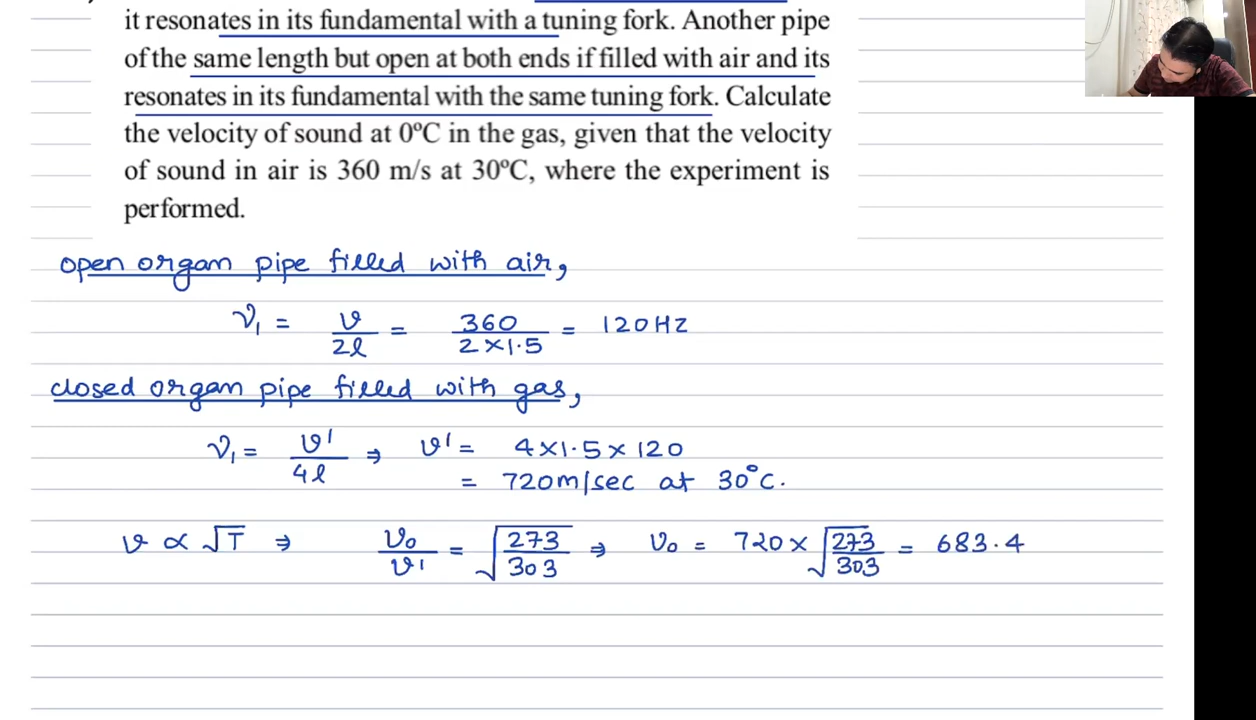 it resonates in its fundamental with a tuning fork. Another pipe
of the same length but open at both ends if filled with air and its
resonates in its fundamental with the same tuning fork. Calculate
the velocity of sound at 0ºC in the gas, given that the velocity
of sound in air is 360 m/s at 30ºC, where the experiment is
performed.
open organ pipe filled with air,
ν₁ = v/2l = 360/(2×1.5) = 120Hz
closed organ pipe filled with gas,
ν₁ = v'/4l ⇒ v' = 4×1.5×120
= 720m/sec at 30°C.
v ∝ √T ⇒ v₀/v' = √(273/303) ⇒ v₀ = 720×√(273/303) = 683.4